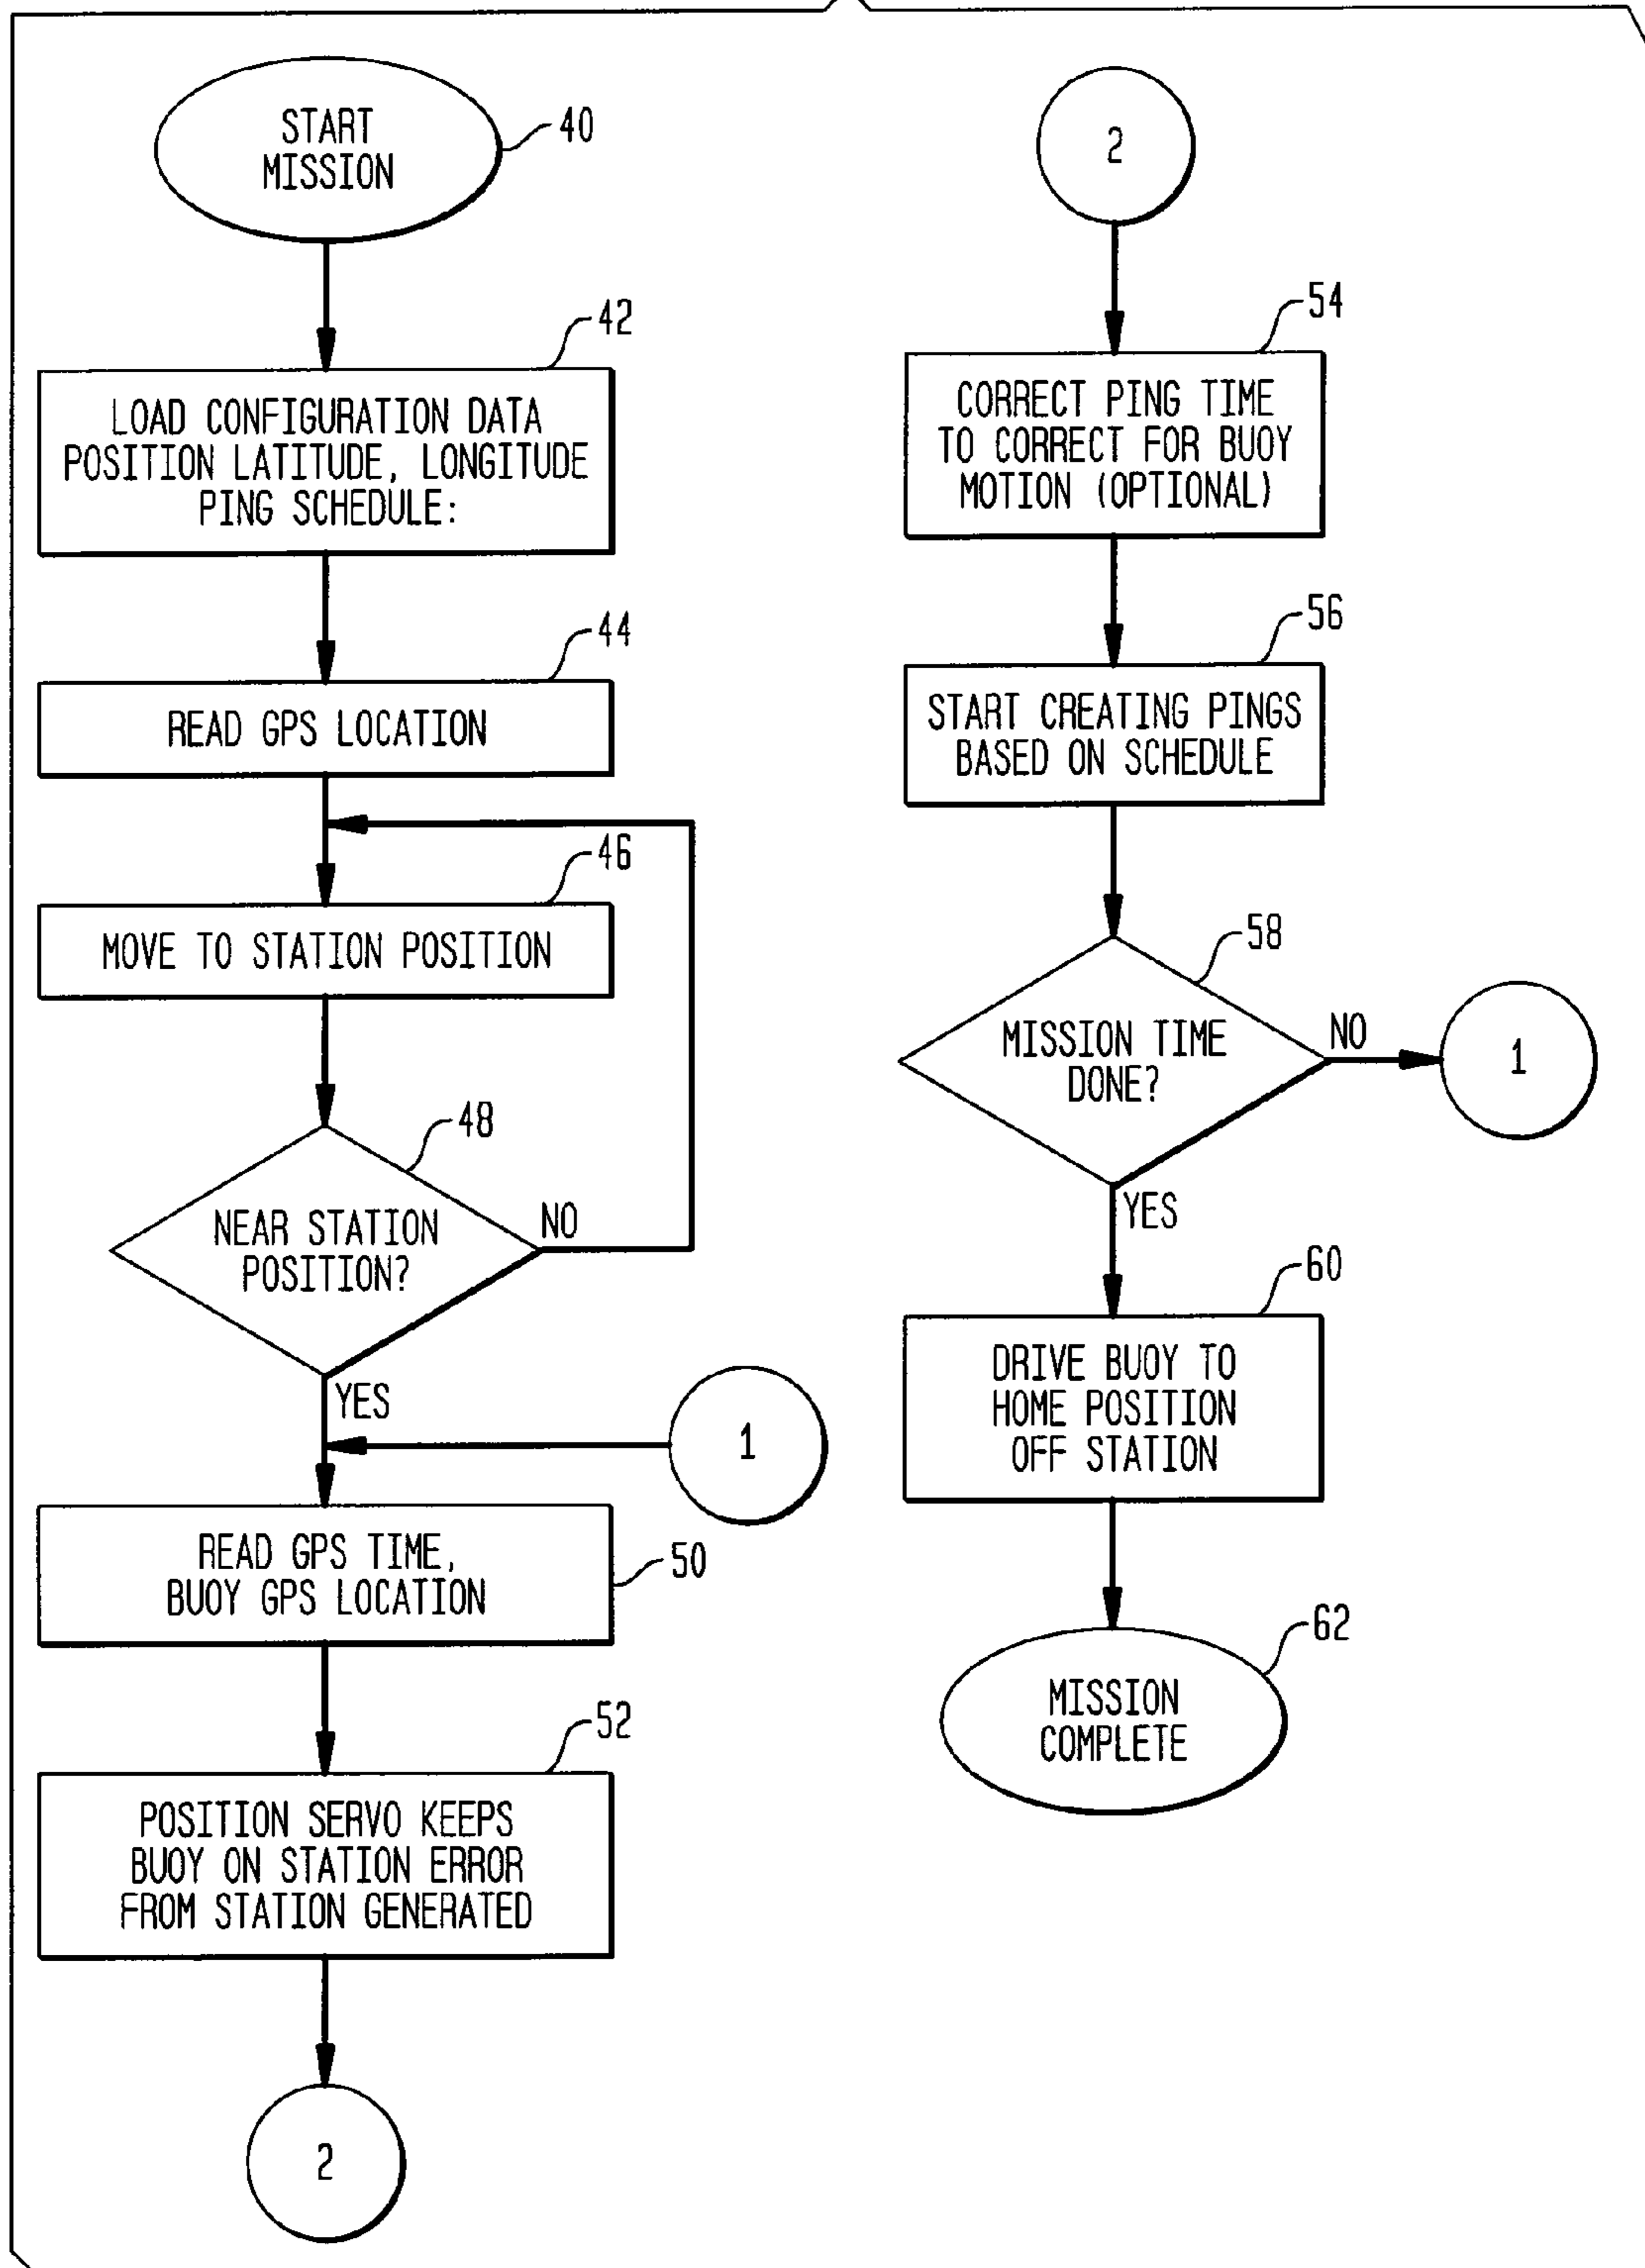 START
MISSION
40
42
LOAD CONFIGURATION DATA
POSITION LATITUDE, LONGITUDE
PING SCHEDULE:
44
READ GPS LOCATION
46
MOVE TO STATION POSITION
48
NEAR STATION
POSITION?
NO
YES
1
READ GPS TIME,
BUOY GPS LOCATION
50
52
POSITION SERVO KEEPS
BUOY ON STATION ERROR
FROM STATION GENERATED
2
2
54
CORRECT PING TIME
TO CORRECT FOR BUOY
MOTION (OPTIONAL)
56
START CREATING PINGS
BASED ON SCHEDULE
58
MISSION TIME
DONE?
NO
1
YES
60
DRIVE BUOY TO
HOME POSITION
OFF STATION
62
MISSION
COMPLETE